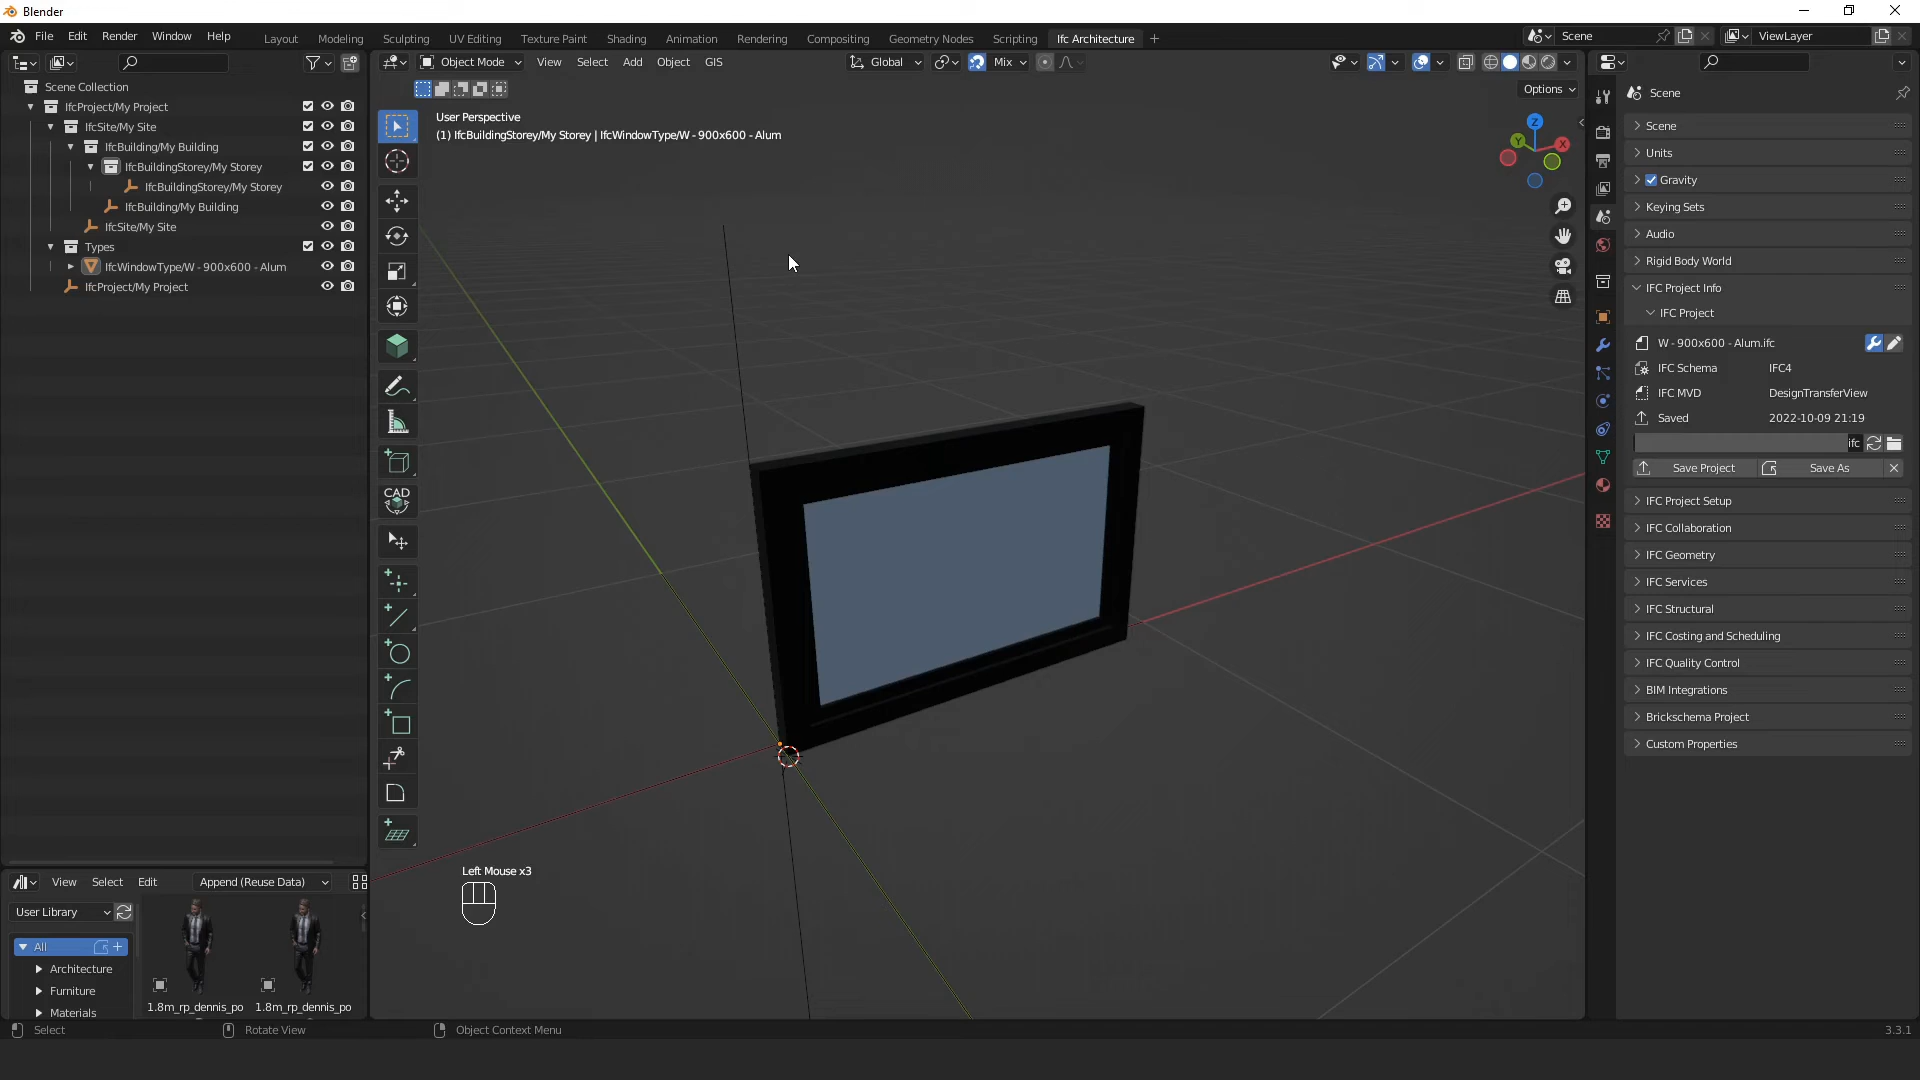 Blender
File Edit Render Window Help
Layout Modeling Sculpting UV Editing Texture Paint Shading Animation Rendering Compositing Geometry Nodes Scripting Ifc Architecture
Scene
ViewLayer
Object Mode View Select Add Object GIS
Global
Mix
Options
Scene Collection
IfcProject/My Project
IfcSite/My Site
IfcBuilding/My Building
IfcBuildingStorey/My Storey
IfcBuildingStorey/My Storey
IfcBuilding/My Building
IfcSite/My Site
Types
IfcWindowType/W - 900x600 - Alum
IfcProject/My Project
User Perspective
(1) IfcBuildingStorey/My Storey | IfcWindowType/W - 900x600 - Alum
Z
Y
X
CAD
Left Mouse x3
Scene
Scene
Units
Gravity
Keying Sets
Audio
Rigid Body World
IFC Project Info
IFC Project
W - 900x600 - Alum.ifc
IFC Schema IFC4
IFC MVD DesignTransferView
Saved 2022-10-09 21:19
ifc
Save Project Save As
IFC Project Setup
IFC Collaboration
IFC Geometry
IFC Services
IFC Structural
IFC Costing and Scheduling
IFC Quality Control
BIM Integrations
Brickschema Project
Custom Properties
View Select Edit Append (Reuse Data)
User Library
All
Architecture
Furniture
Materials
1.8m_rp_dennis_po
1.8m_rp_dennis_po
Select Rotate View Object Context Menu
3.3.1